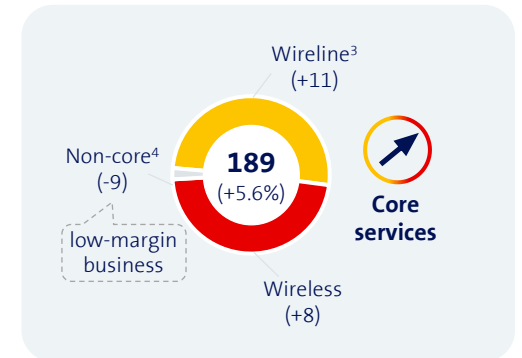 Wireline³
(+11)
Non-core⁴
(-9)
low-margin
business
189
(+5.6%)
Core
services
Wireless
(+8)